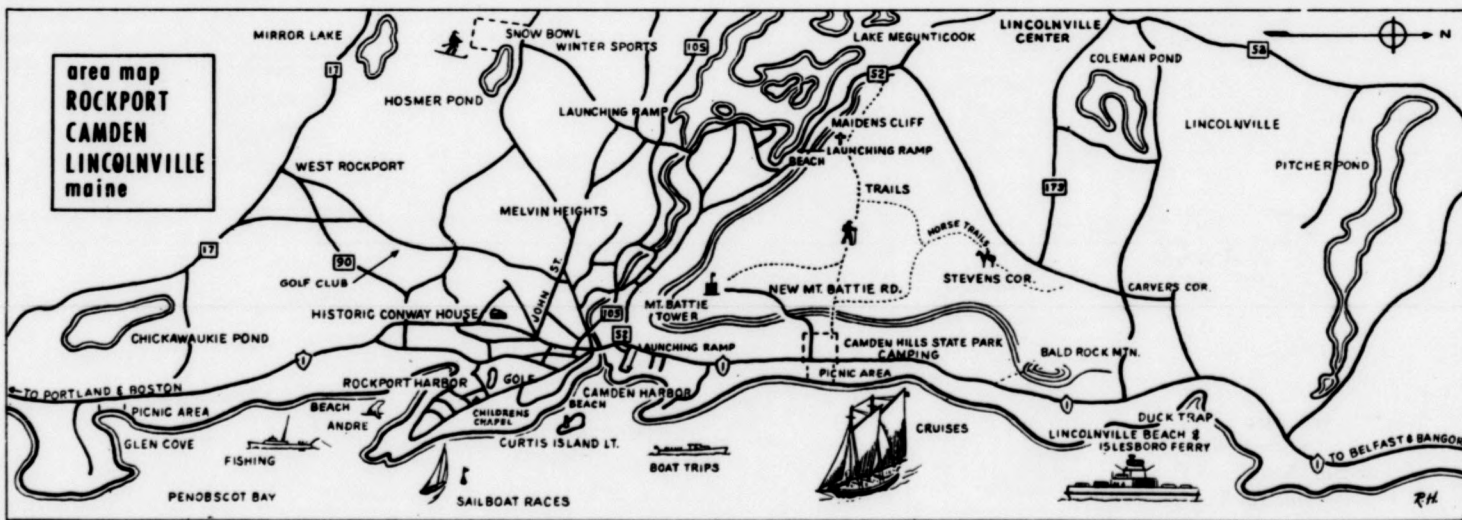 area map
ROCKPORT
CAMDEN
LINCOLNVILLE
maine
MIRROR LAKE
17
SNOW BOWL
WINTER SPORTS
105
LAKE MEGUNTICOOK
LINCOLNVILLE
CENTER
N
52
COLEMAN POND
HOSMER POND
LAUNCHING RAMP
52
MAIDENS CLIFF
LAUNCHING RAMP
BEACH
LINCOLNVILLE
PITCHER POND
WEST ROCKPORT
173
TRAILS
MELVIN HEIGHTS
17
90
HORSE TRAILS
STEVENS COR.
GOLF CLUB
JOHN ST.
NEW MT. BATTIE RD.
CARVERS COR.
HISTORIC CONWAY HOUSE
105
MT. BATTIE
TOWER
CHICKAWAUKIE POND
52
LAUNCHING RAMP
CAMDEN HILLS STATE PARK
CAMPING
BALD ROCK MTN.
1
1
TO PORTLAND & BOSTON
ROCKPORT HARBOR
GOLF
CAMDEN HARBOR
PICNIC AREA
PICNIC AREA
BEACH
ANDRE
CHILDRENS
CHAPEL
BEACH
1
DUCK TRAP
GLEN COVE
CURTIS ISLAND LT.
CRUISES
LINCOLNVILLE BEACH &
ISLESBORO FERRY
FISHING
BOAT TRIPS
1
TO BELFAST & BANGOR
PENOBSCOT BAY
SAILBOAT RACES
R.H.